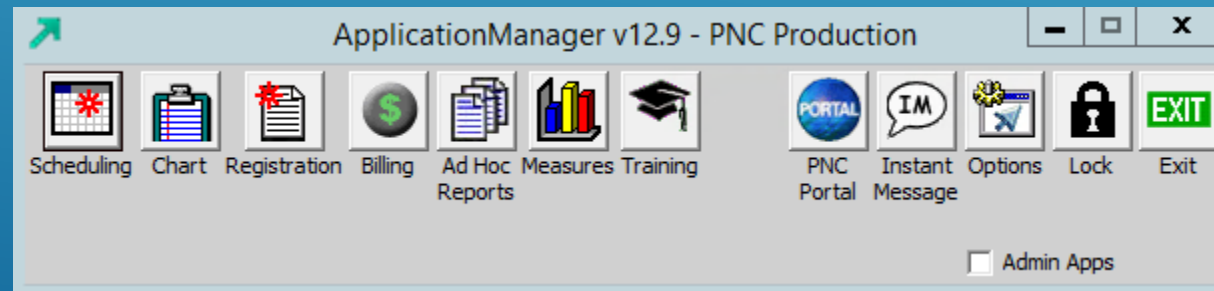 ApplicationManager v12.9 - PNC Production
PORTAL
IM
EXIT
Scheduling
Chart
Registration
Billing
Ad Hoc
Reports
Measures
Training
PNC
Portal
Instant
Message
Options
Lock
Exit
Admin Apps